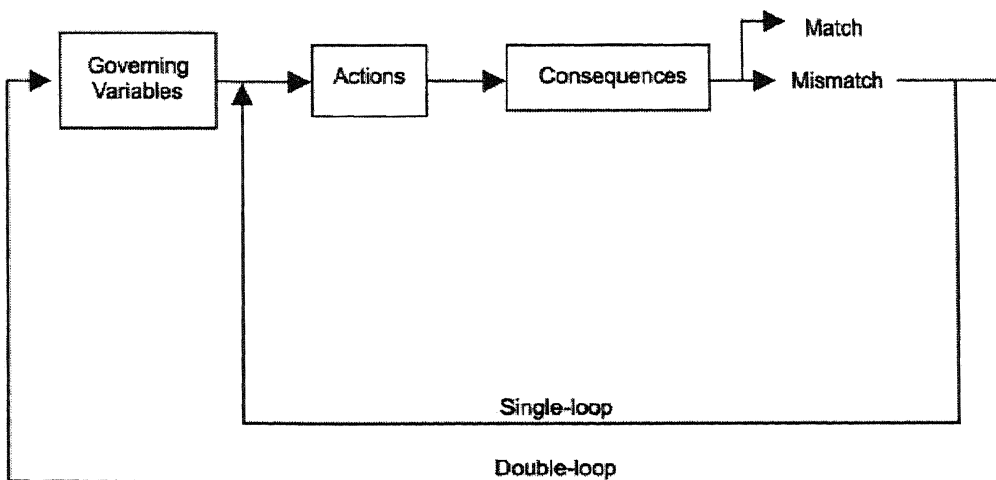 Governing
Variables
Actions
Consequences
Match
Mismatch
Single-loop
Double-loop